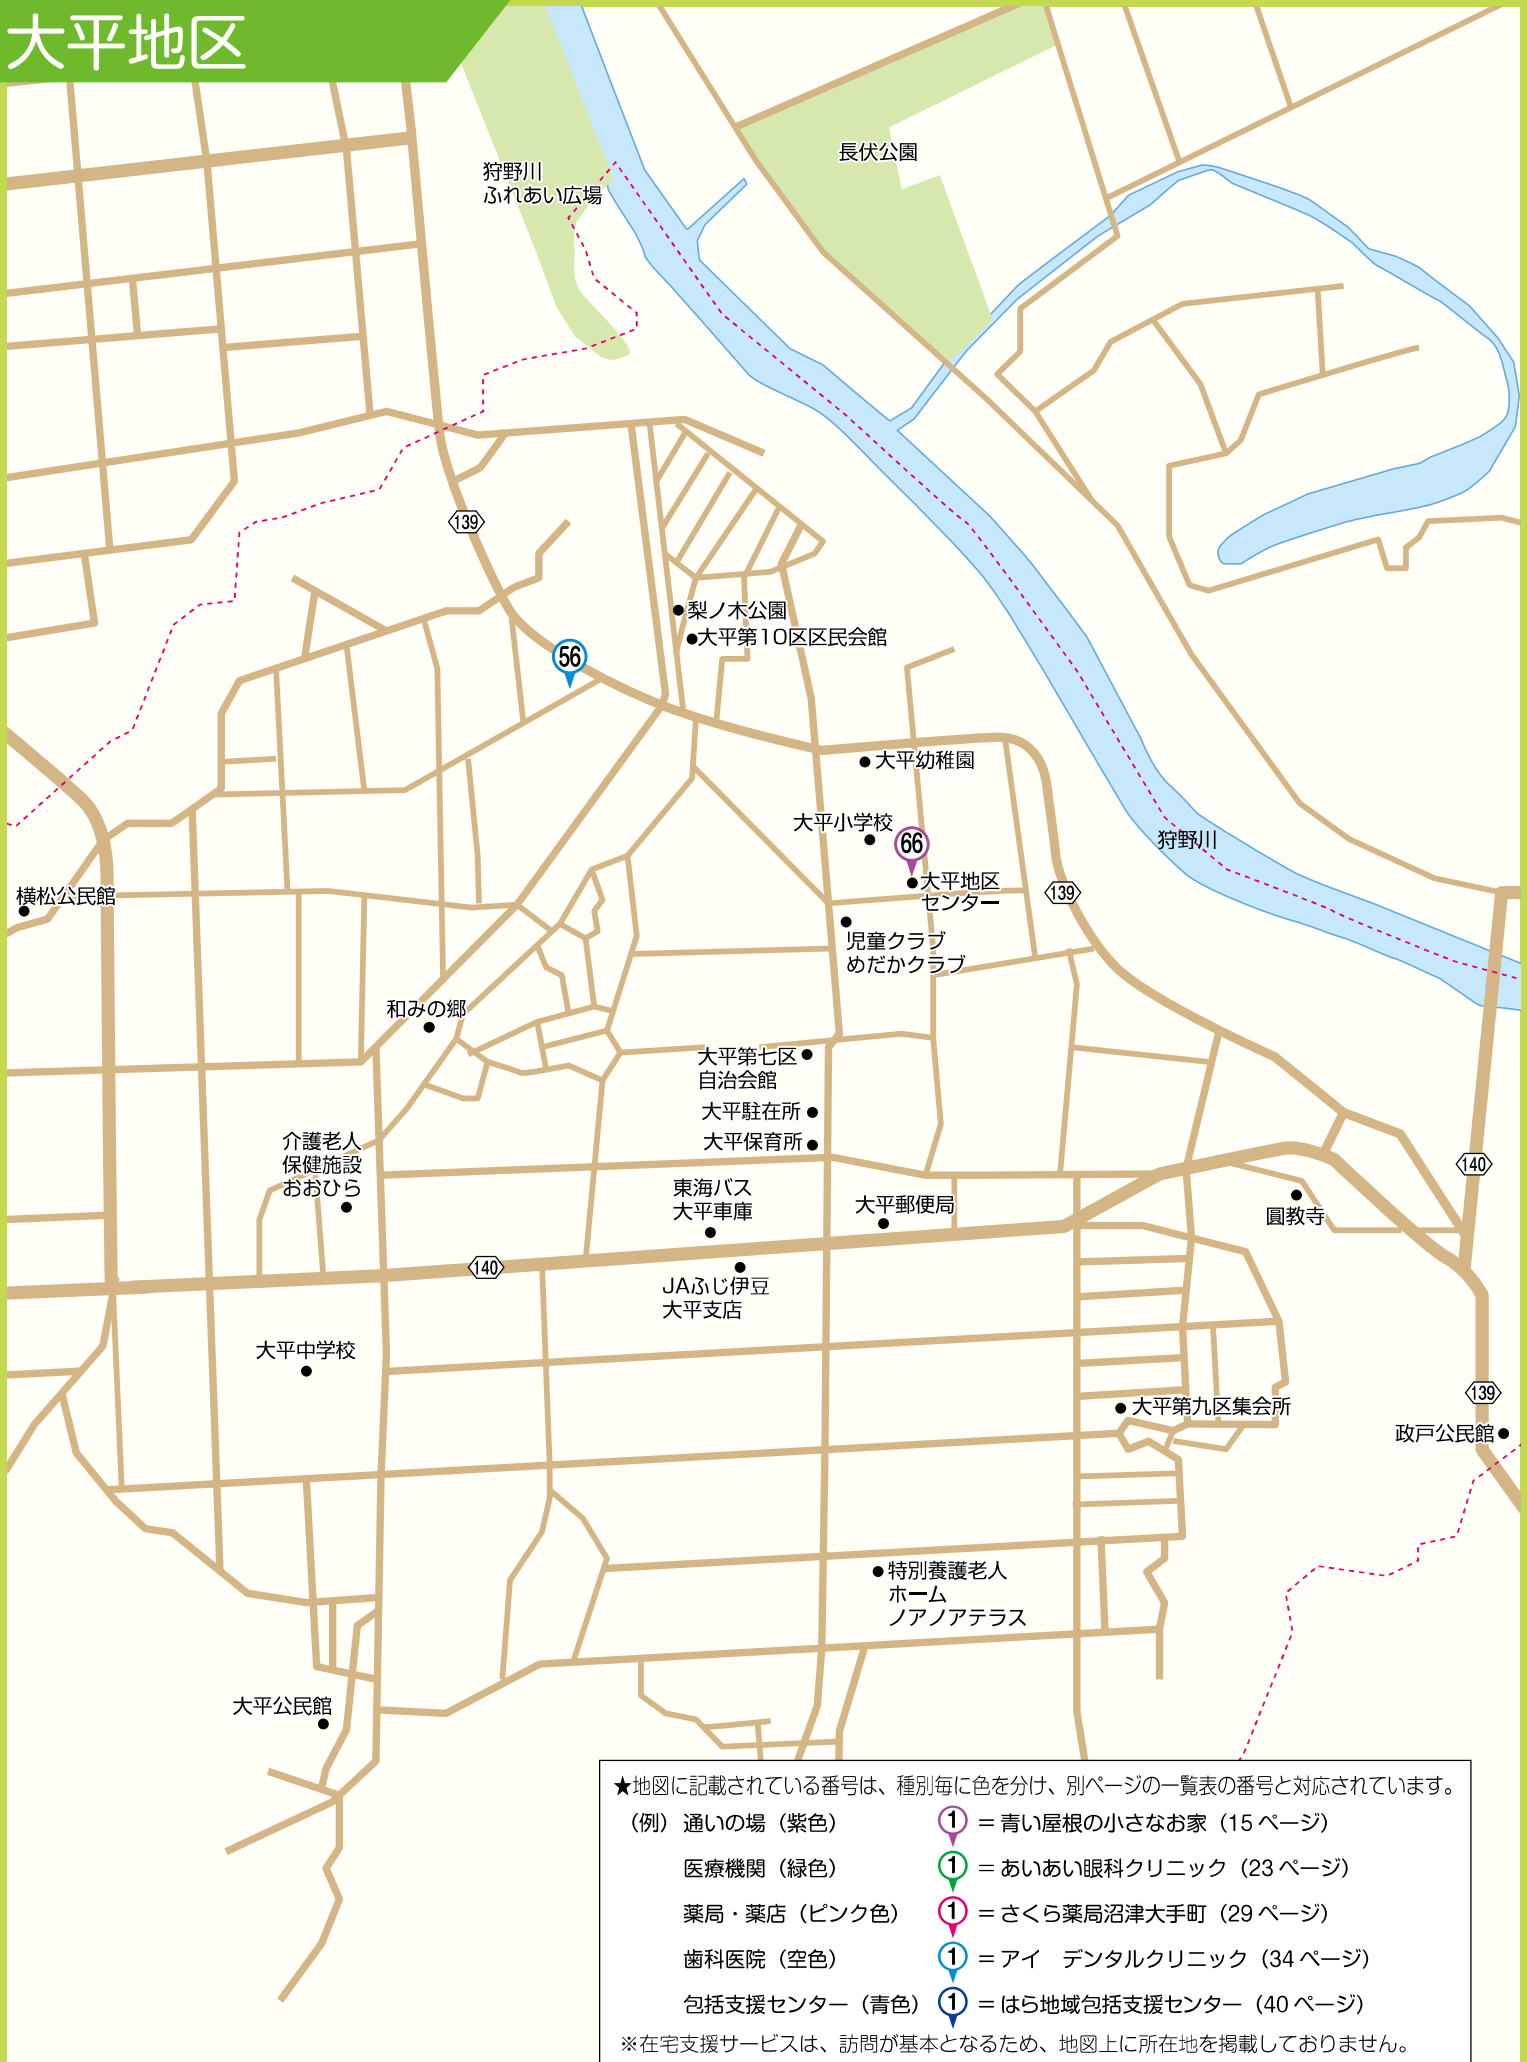 大平地区
狩野川
ふれあい広場
長伏公園
139
梨ノ木公園
大平第10区区民会館
56
大平幼稚園
大平小学校
66
大平地区
センター
狩野川
139
横松公民館
児童クラブ
めだかクラブ
和みの郷
大平第七区
自治会館
大平駐在所
大平保育所
介護老人
保健施設
おおひら
東海バス
大平車庫
大平郵便局
圓教寺
140
140
JAふじ伊豆
大平支店
大平中学校
139
大平第九区集会所
政戸公民館
特別養護老人
ホーム
ノアノアテラス
大平公民館
★地図に記載されている番号は、種別毎に色を分け、別ページの一覧表の番号と対応されています。
（例）通いの場（紫色） 1 ＝青い屋根の小さなお家（15 ページ）
医療機関（緑色） 1 ＝あいあい眼科クリニック（23 ページ）
薬局・薬店（ピンク色） 1 ＝さくら薬局沼津大手町（29 ページ）
歯科医院（空色） 1 ＝アイ　デンタルクリニック（34 ページ）
包括支援センター（青色） 1 ＝はら地域包括支援センター（40 ページ）
※在宅支援サービスは、訪問が基本となるため、地図上に所在地を掲載しておりません。